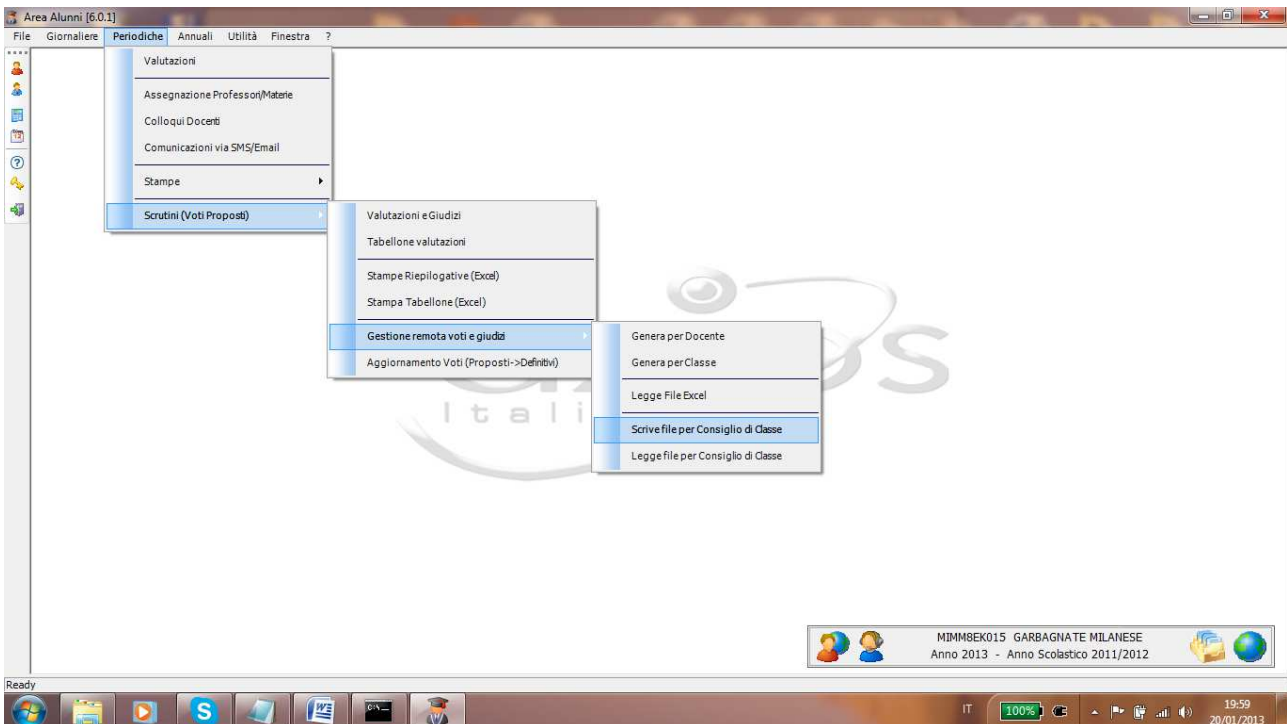 Area Alunni [6.0.1]
File Giornaliere Periodiche Annuali Utilità Finestra ?
Valutazioni
Assegnazione Professori/Materie
Colloqui Docenti
Comunicazioni via SMS/Email
Stampe
Scrutini (Voti Proposti)
Valutazioni e Giudizi
Tabellone valutazioni
Stampe Riepilogative (Excel)
Stampa Tabellone (Excel)
Gestione remota voti e giudizi
Aggiornamento Voti (Proposti->Definitivi)
Genera per Docente
Genera per Classe
Legge File Excel
Scrive file per Consiglio di Classe
Legge file per Consiglio di Classe
Itali
MIMM8EK015 GARBAGNATE MILANESE
Anno 2013 - Anno Scolastico 2011/2012
Ready
IT 100% 19:59
20/01/2013